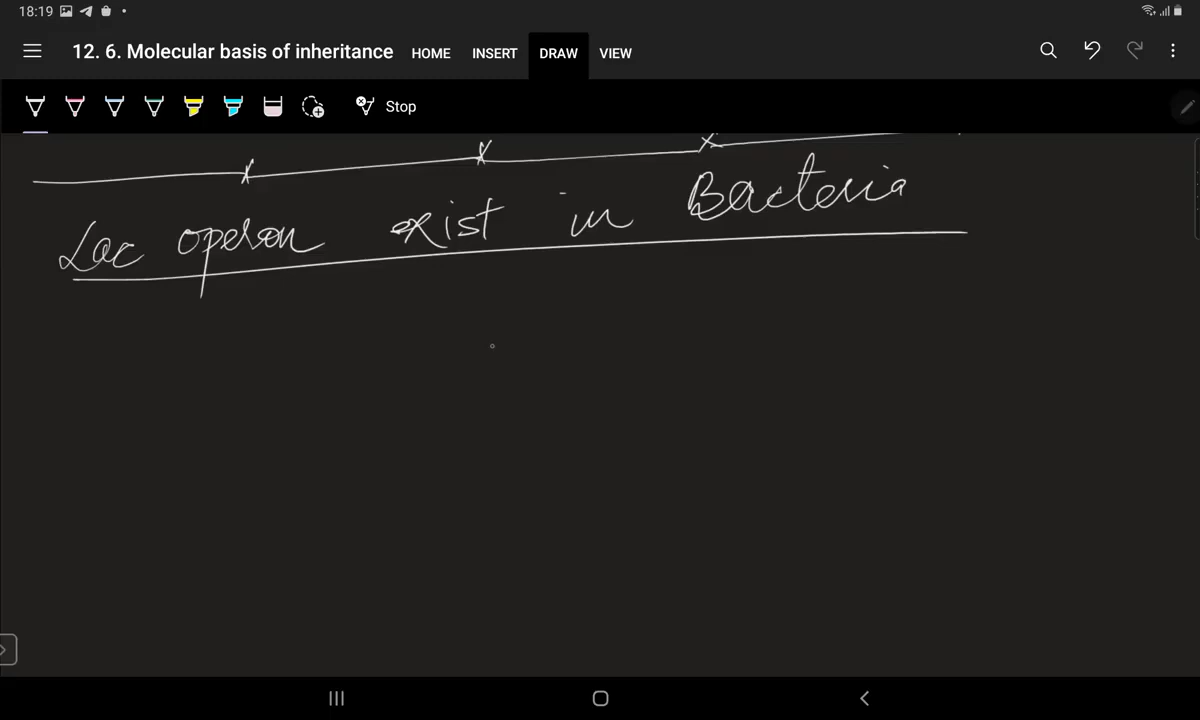 18:19
12. 6. Molecular basis of inheritance HOME INSERT DRAW VIEW
Stop
Lac operon exist in Bacteria